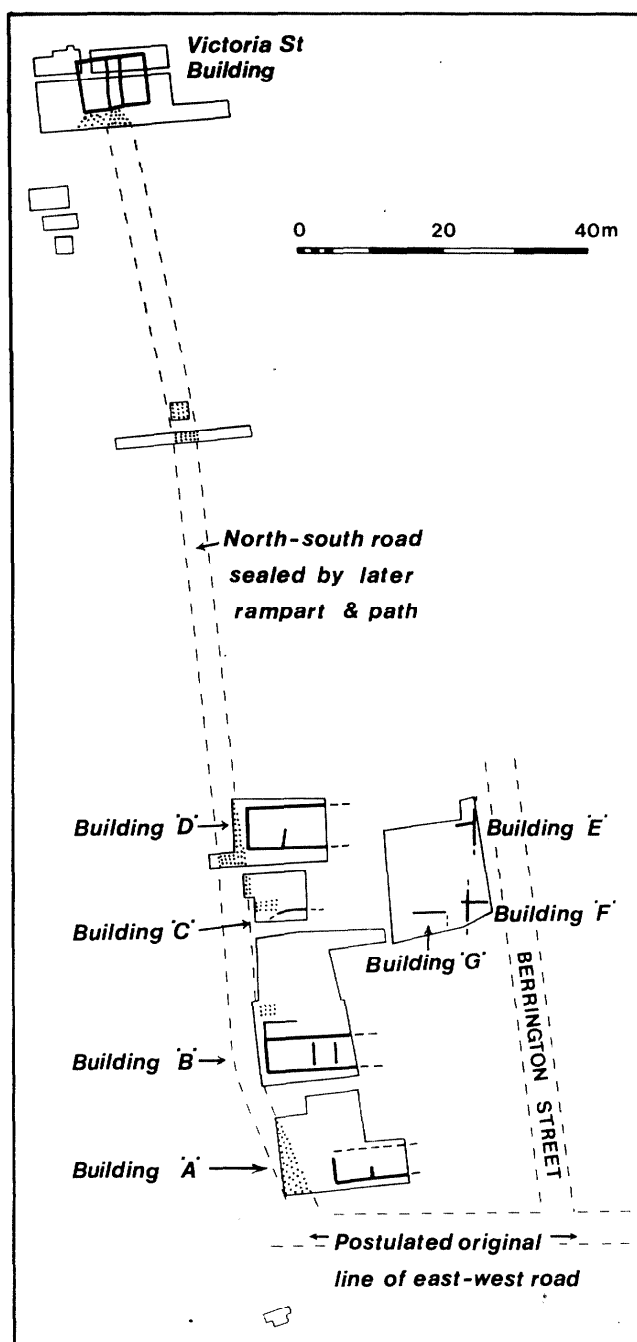 Victoria St
Building
0 20 40m
North-south road
sealed by later
rampart & path
Building 'D'
Building 'E'
Building 'C'
Building 'F'
Building 'G'
BERRINGTON STREET
Building 'B'
Building 'A'
Postulated original
line of east-west road